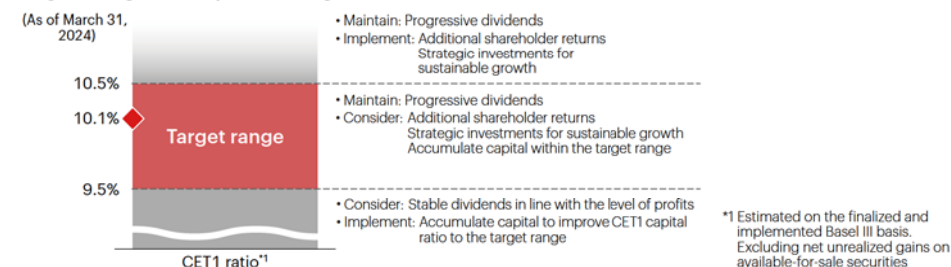 (As of March 31,
2024)
• Maintain: Progressive dividends
• Implement: Additional shareholder returns
Strategic investments for
sustainable growth
10.5%
• Maintain: Progressive dividends
• Consider: Additional shareholder returns
Strategic investments for sustainable growth
Accumulate capital within the target range
10.1%
Target range
9.5%
• Consider: Stable dividends in line with the level of profits
• Implement: Accumulate capital to improve CET1 capital
ratio to the target range
CET1 ratio*1
*1 Estimated on the finalized and
implemented Basel III basis.
Excluding net unrealized gains on
available-for-sale securities